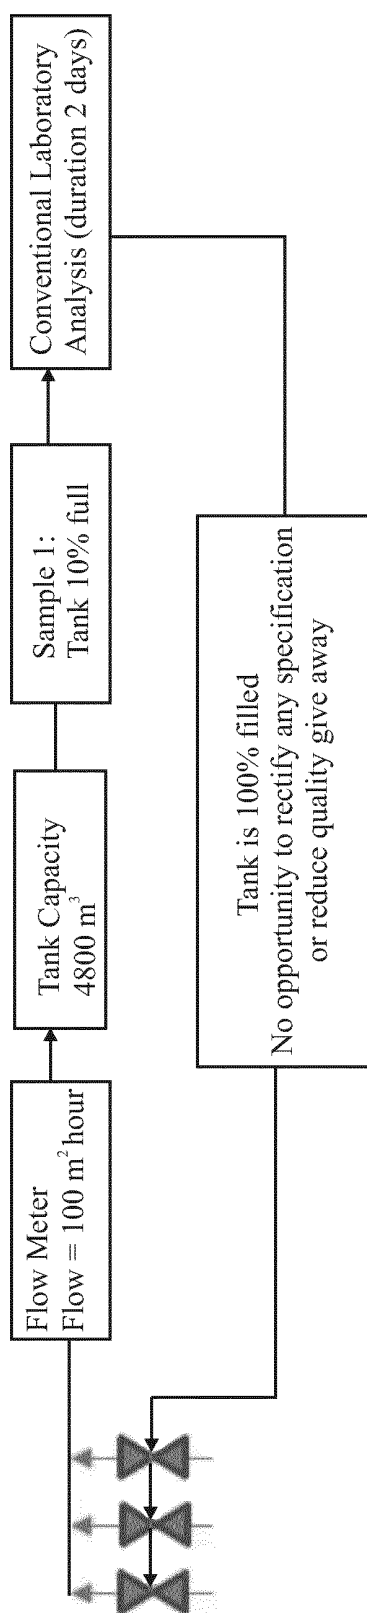 Flow Meter
Flow = 100 m² hour
Tank Capacity
4800 m³
Sample 1:
Tank 10% full
Conventional Laboratory
Analysis (duration 2 days)
Tank is 100% filled
No opportunity to rectify any specification
or reduce quality give away